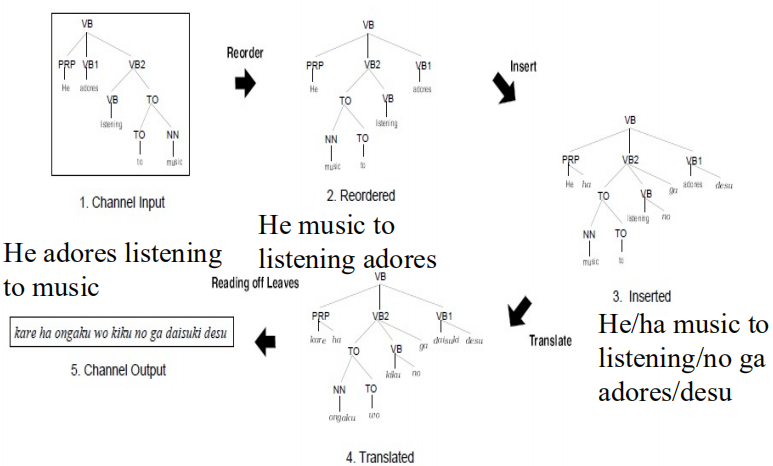 VB
PRP VB1 VB2
He adores VB TO
listening TO NN
to music
1. Channel Input
Reorder
VB
PRP VB2 VB1
He TO VB adores
listening
NN TO
music to
2. Reordered
Insert
VB
PRP VB2 VB1
He ha TO VB ga adores desu
listening no
NN TO
music to
3. Inserted
He adores listening
to music
He music to
listening adores
He/ha music to
listening/no ga
adores/desu
Translate
VB
PRP VB2 VB1
kare ha TO VB ga daisuki desu
kiku no
NN TO
ongaku wo
4. Translated
Reading off Leaves
kare ha ongaku wo kiku no ga daisuki desu
5. Channel Output